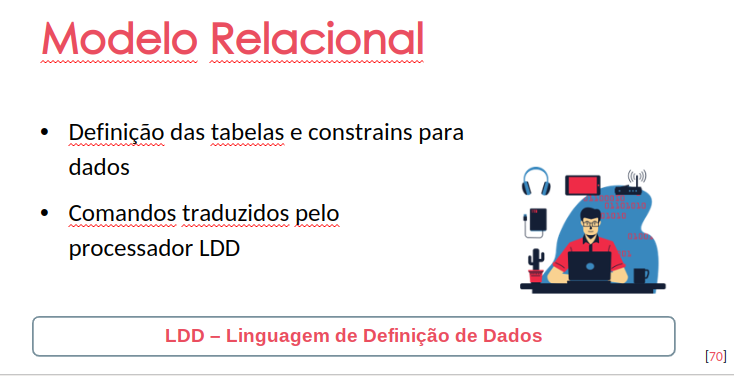 Modelo Relacional
• Definição das tabelas e constrains para
dados
• Comandos traduzidos pelo
processador LDD
LDD – Linguagem de Definição de Dados
[70]